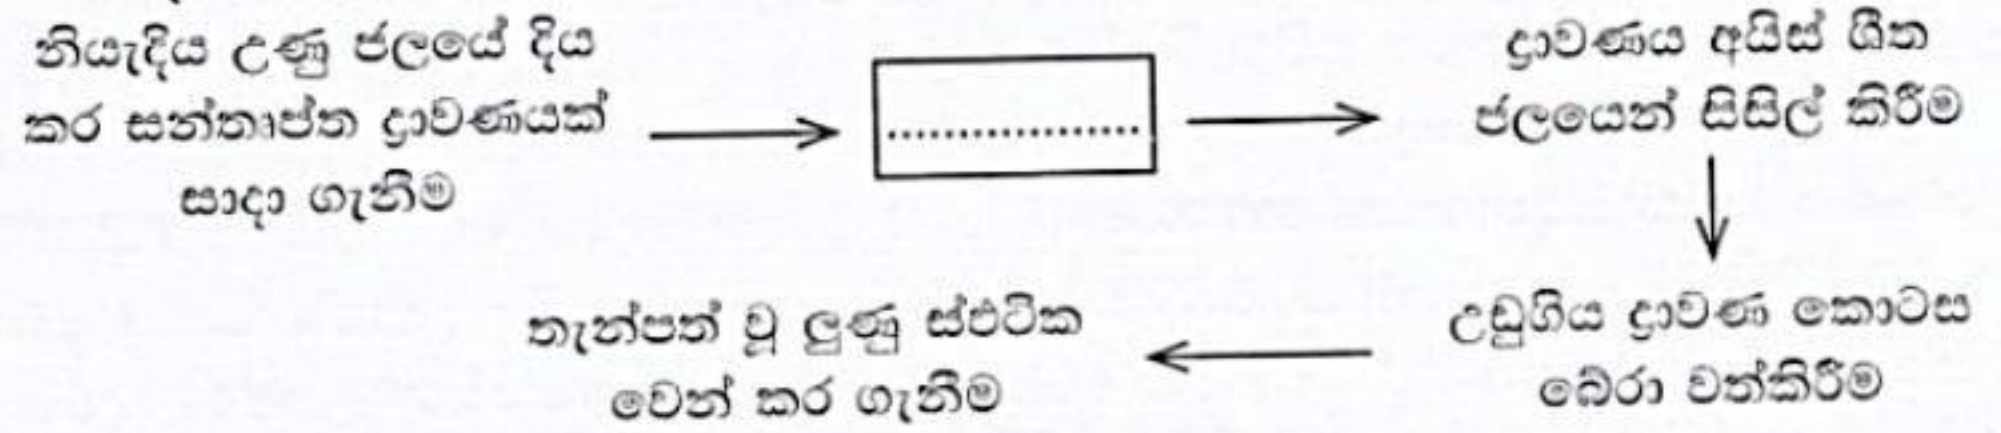 නියැදිය උණු ජලයේ දිය
කර සන්තෘප්ත ද්‍රාවණයක්
සාදා ගැනීම
....................
ද්‍රාවණය අයිස් ශීත
ජලයෙන් සිසිල් කිරීම
උඩුගිය ද්‍රාවණ කොටස
බේරා වත්කිරීම
තැන්පත් වූ ලුණු ස්ඵටික
වෙන් කර ගැනීම